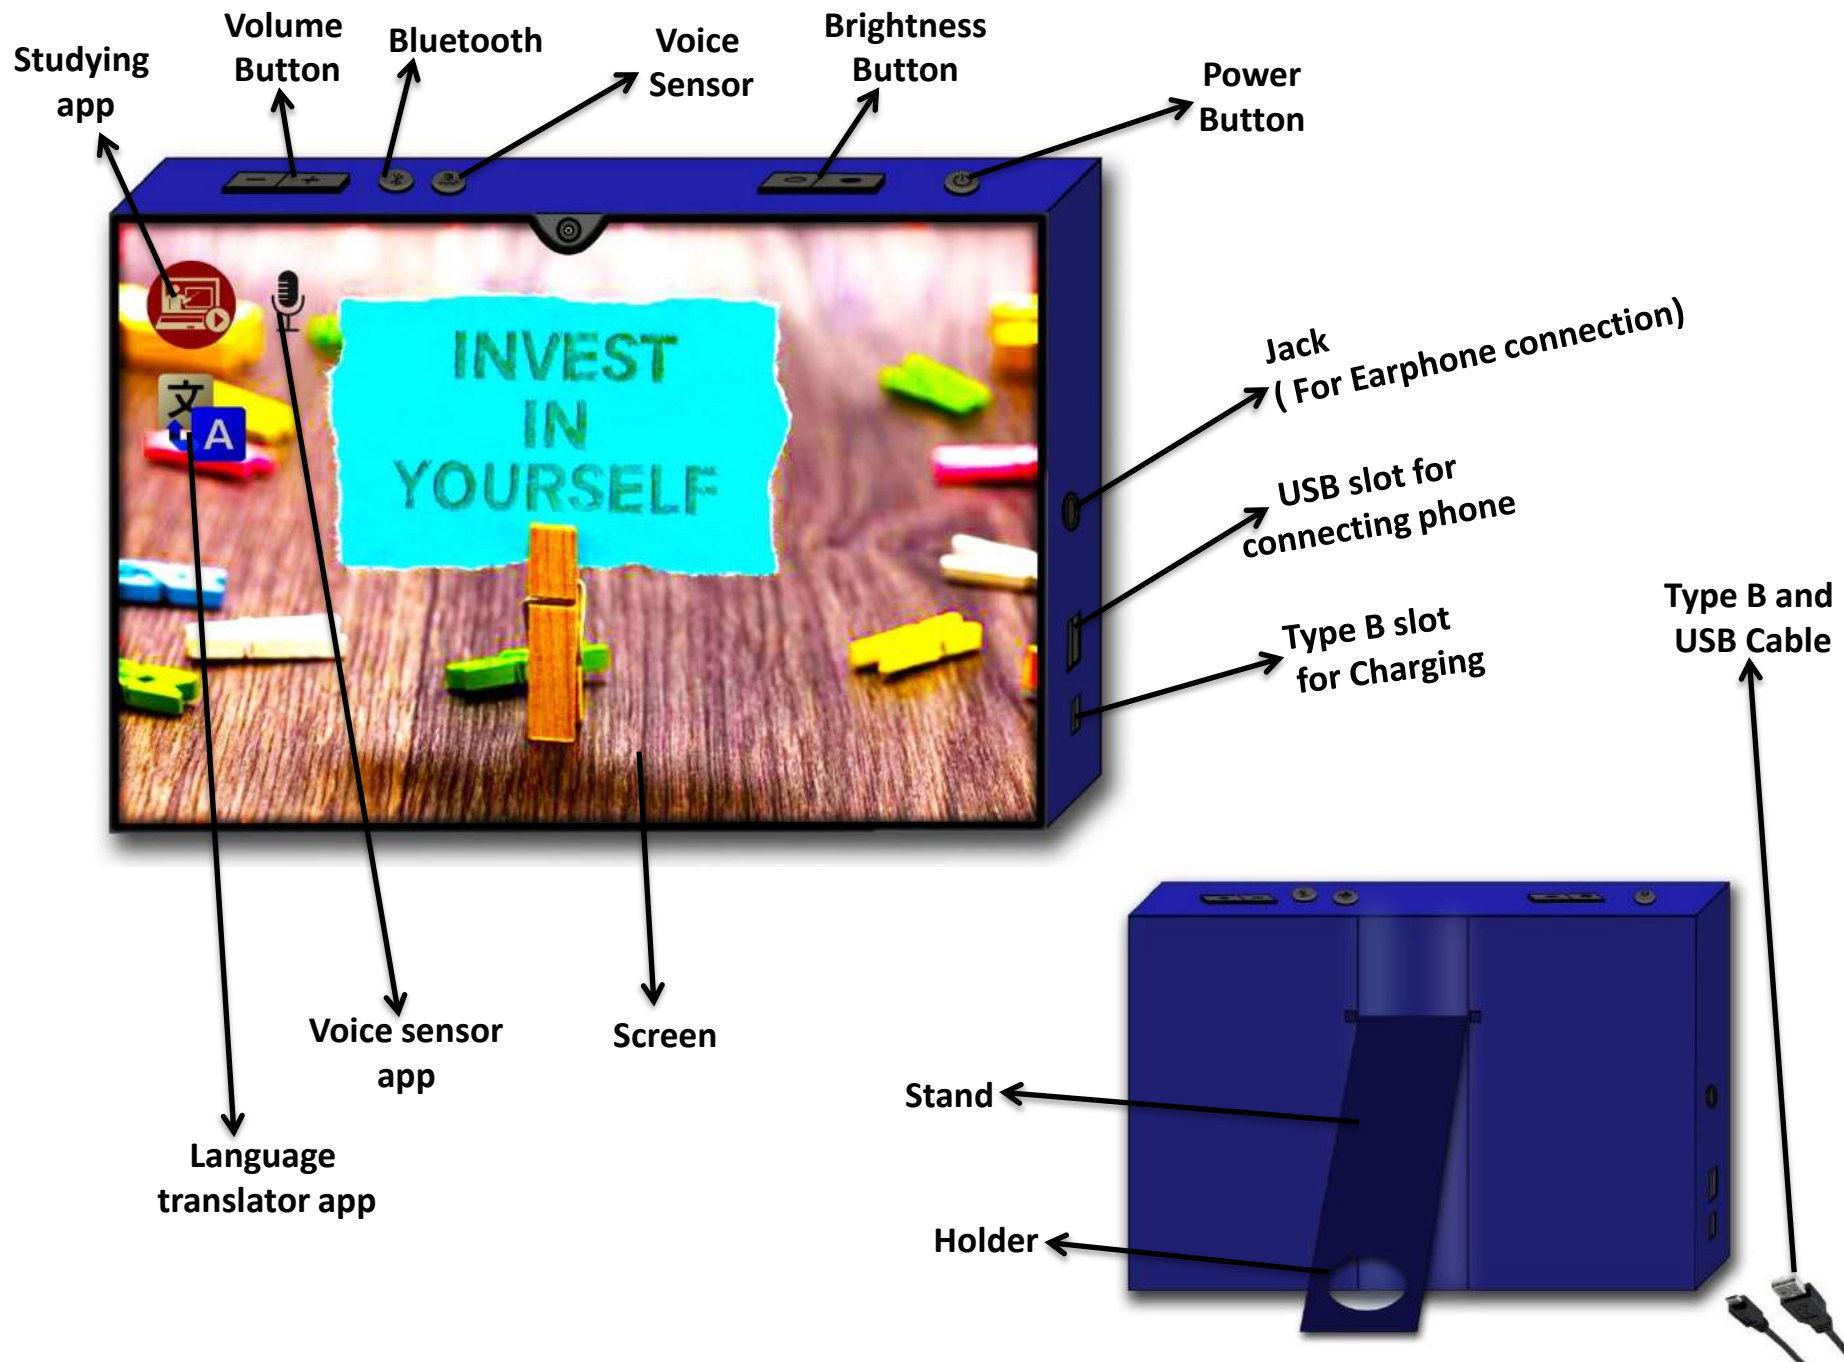 Studying
app
Volume
Button
Bluetooth
Voice
Sensor
Brightness
Button
Power
Button
INVEST
IN
YOURSELF
文
A
Jack
( For Earphone connection)
USB slot for
connecting phone
Type B slot
for Charging
Type B and
USB Cable
Voice sensor
app
Screen
Language
translator app
Stand
Holder